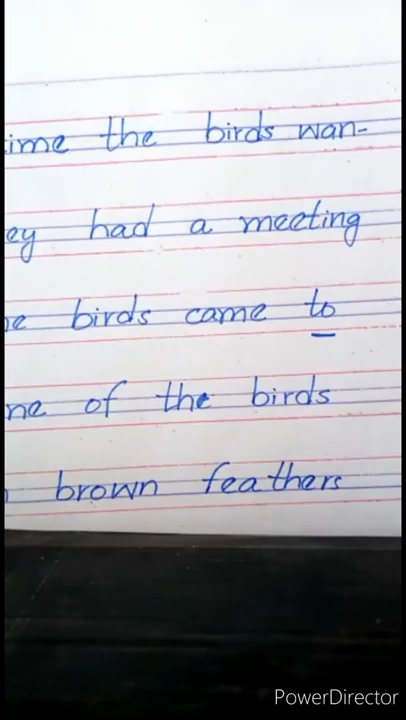 ime the birds wan-
ey had a meeting
e birds came to
ne of the birds
brown feathers
PowerDirector